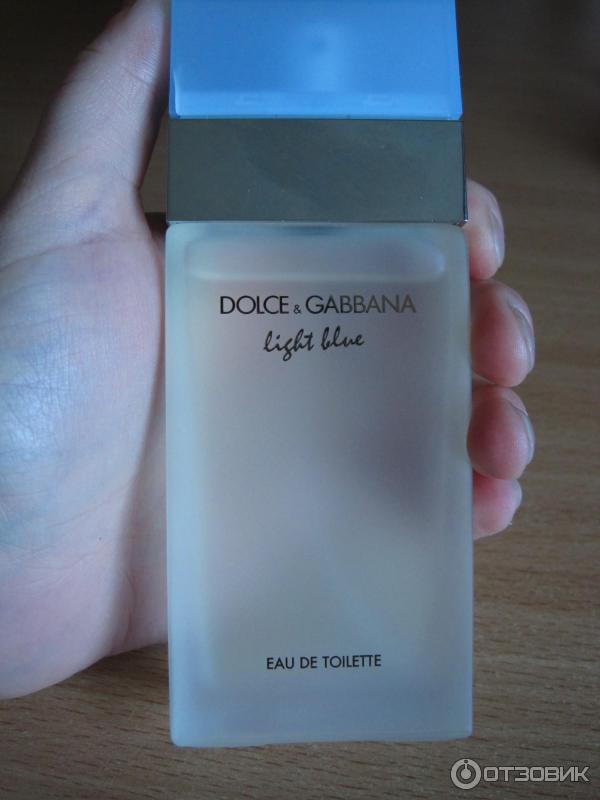 DOLCE & GABBANA
light blue
EAU DE TOILETTE
ОТЗОВИК